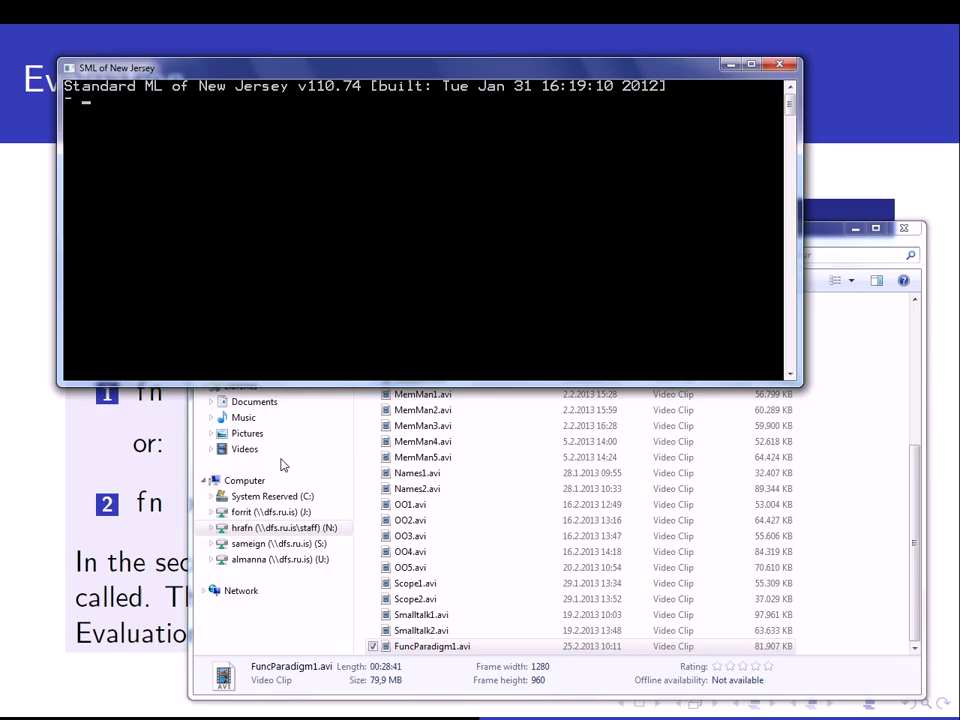 Ev
SML of New Jersey
Standard ML of New Jersey v110.74 [built: Tue Jan 31 16:19:10 2012]
-
1 fn
or:
2 fn
In the sec
called. Th
Evaluatio
Documents
Music
Pictures
Videos
Computer
System Reserved (C:)
forrit (\\dfs.ru.is) (J:)
hrafn (\\dfs.ru.is\staff) (N:)
sameign (\\dfs.ru.is) (S:)
almanna (\\dfs.ru.is) (U:)
Network
MemMan1.avi 2.2.2013 15:28 Video Clip 56.799 KB
MemMan2.avi 2.2.2013 15:59 Video Clip 60.289 KB
MemMan3.avi 2.2.2013 16:28 Video Clip 59.900 KB
MemMan4.avi 5.2.2013 14:00 Video Clip 52.618 KB
MemMan5.avi 5.2.2013 14:24 Video Clip 64.424 KB
Names1.avi 28.1.2013 09:55 Video Clip 32.407 KB
Names2.avi 28.1.2013 10:33 Video Clip 89.344 KB
OO1.avi 16.2.2013 12:49 Video Clip 53.004 KB
OO2.avi 16.2.2013 13:16 Video Clip 64.507 KB
OO3.avi 16.2.2013 13:47 Video Clip 55.606 KB
OO4.avi 16.2.2013 14:18 Video Clip 84.319 KB
OO5.avi 20.2.2013 10:54 Video Clip 70.610 KB
Scope1.avi 29.1.2013 13:34 Video Clip 55.309 KB
Scope2.avi 29.1.2013 13:52 Video Clip 37.029 KB
Smalltalk1.avi 19.2.2013 10:03 Video Clip 97.961 KB
Smalltalk2.avi 19.2.2013 13:48 Video Clip 63.633 KB
FuncParadigm1.avi 25.2.2013 10:11 Video Clip 81.907 KB
FuncParadigm1.avi Length: 00:28:41 Frame width: 1280 Rating:
Video Clip Size: 79,9 MB Frame height: 960 Offline availability: Not available